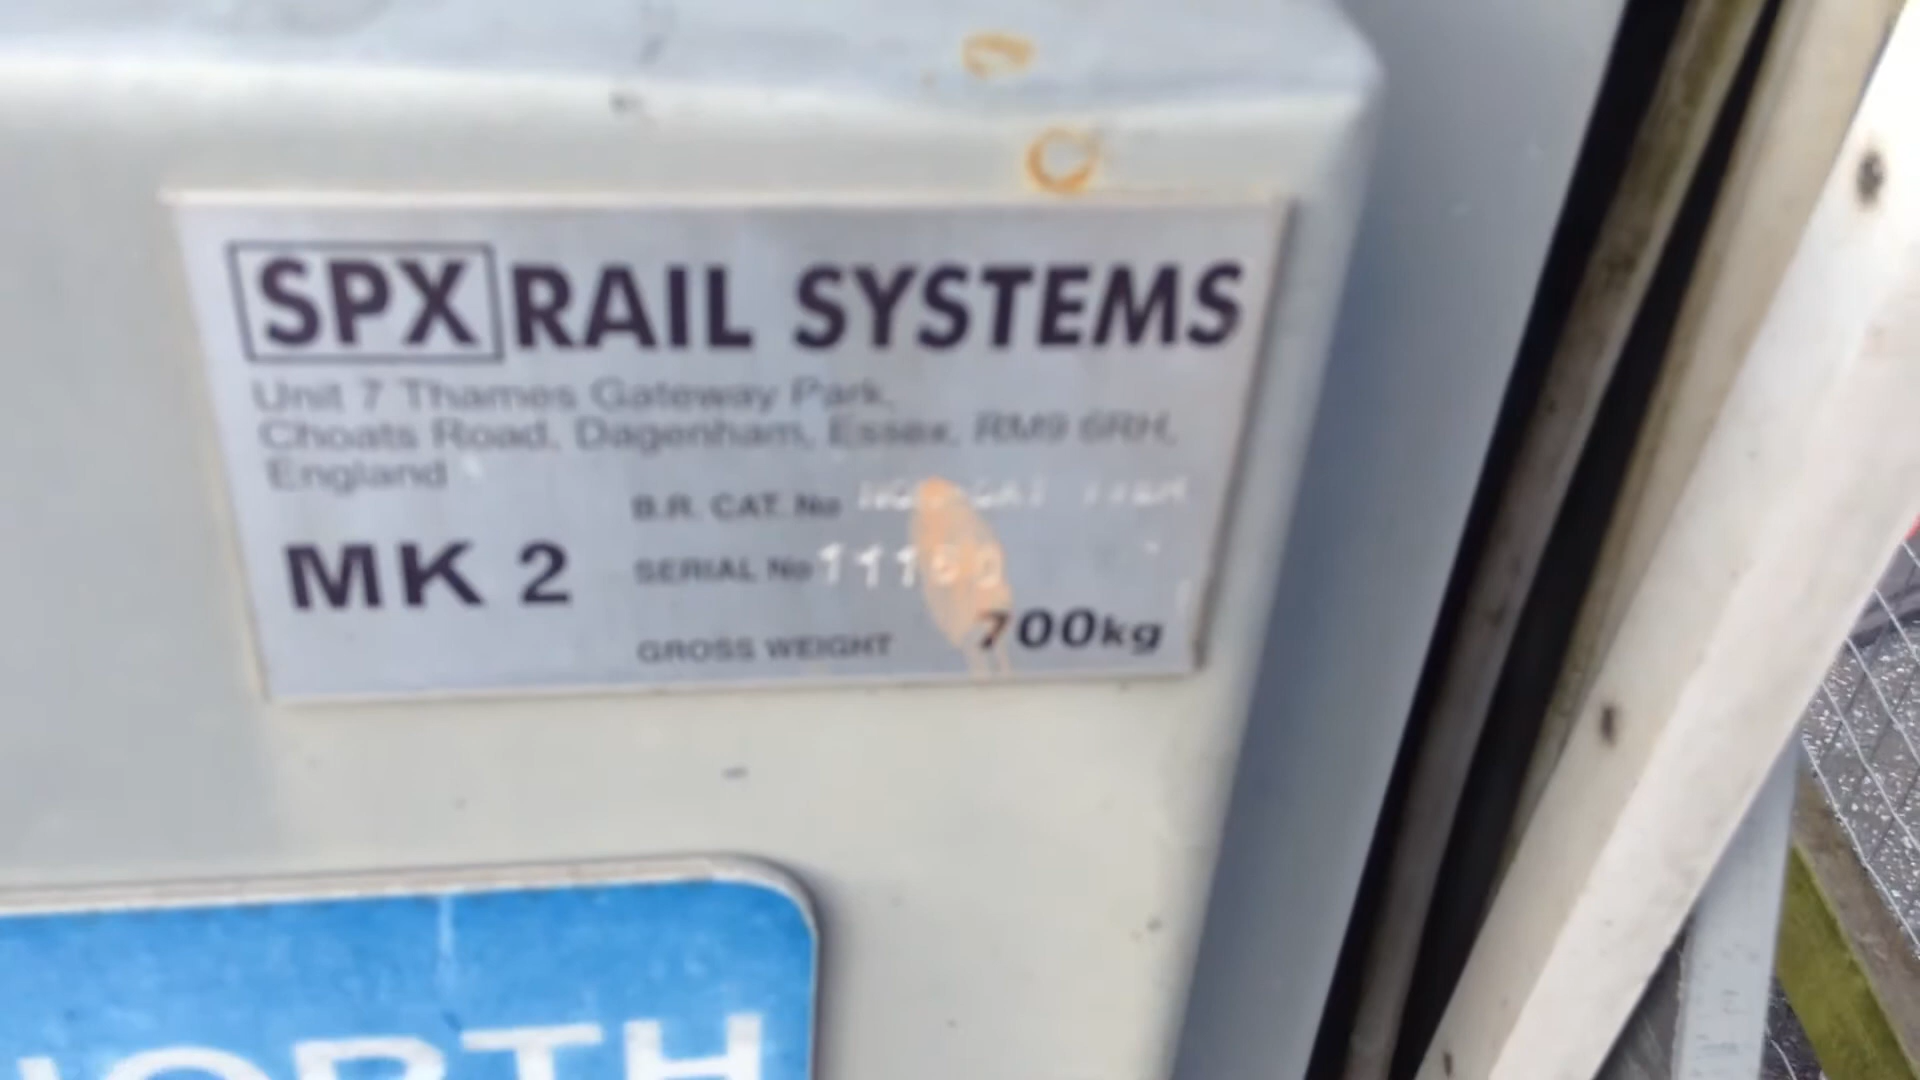 SPX RAIL SYSTEMS
Unit 7 Thames Gateway Park,
Choats Road, Dagenham, Essex, RM9 6RH,
England
B.R. CAT. No
MK 2
SERIAL No
GROSS WEIGHT 700kg
ORTH